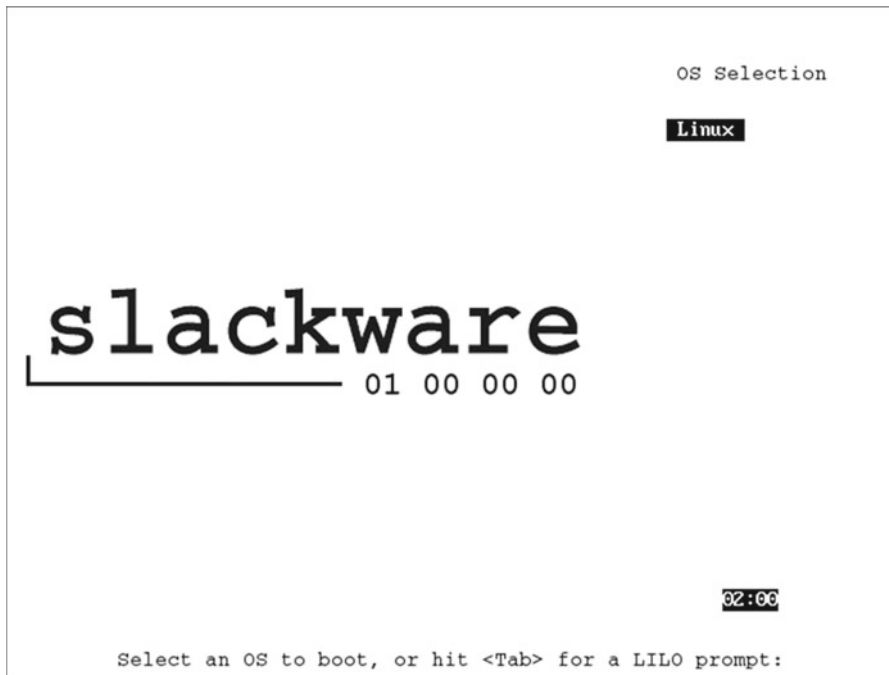 OS Selection
Linux
slackware
01 00 00 00
02:00
Select an OS to boot, or hit <Tab> for a LILO prompt: